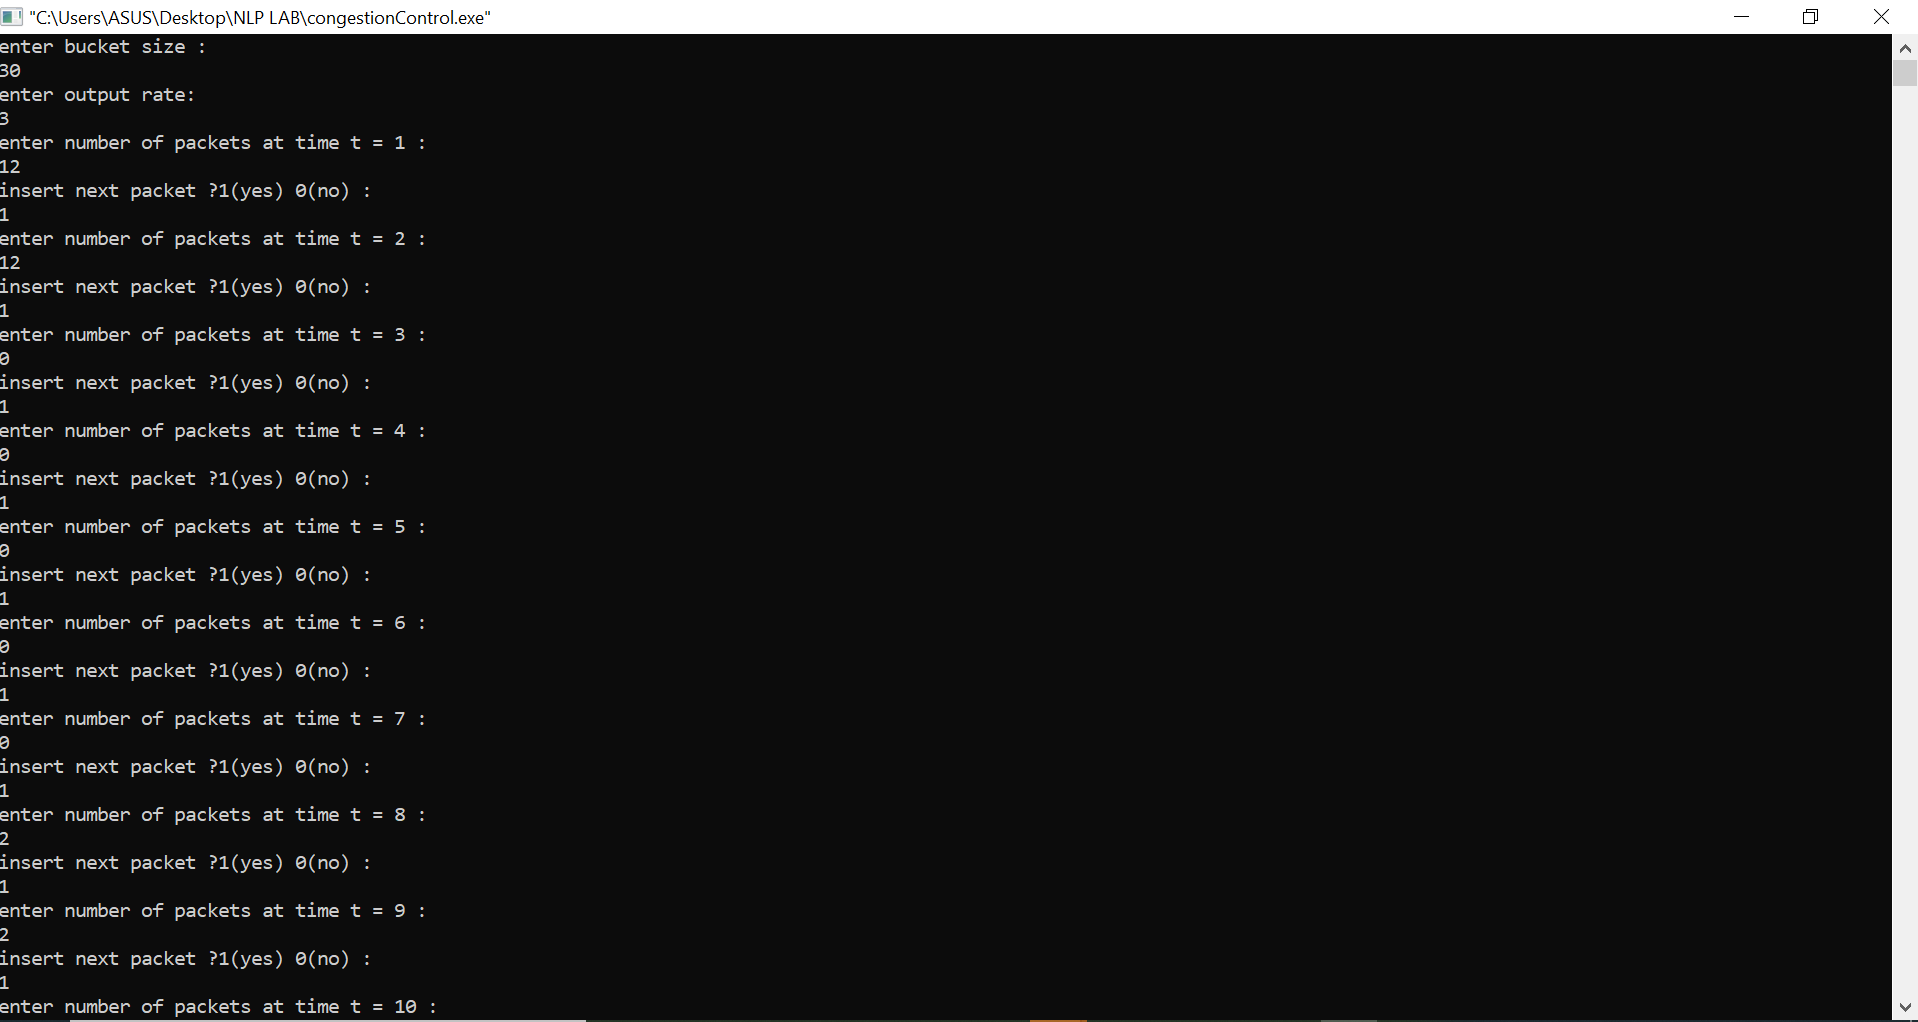 "C:\Users\ASUS\Desktop\NLP LAB\congestionControl.exe"
enter bucket size :
30
enter output rate:
3
enter number of packets at time t = 1 :
12
insert next packet ?1(yes) 0(no) :
1
enter number of packets at time t = 2 :
12
insert next packet ?1(yes) 0(no) :
1
enter number of packets at time t = 3 :
0
insert next packet ?1(yes) 0(no) :
1
enter number of packets at time t = 4 :
0
insert next packet ?1(yes) 0(no) :
1
enter number of packets at time t = 5 :
0
insert next packet ?1(yes) 0(no) :
1
enter number of packets at time t = 6 :
0
insert next packet ?1(yes) 0(no) :
1
enter number of packets at time t = 7 :
0
insert next packet ?1(yes) 0(no) :
1
enter number of packets at time t = 8 :
2
insert next packet ?1(yes) 0(no) :
1
enter number of packets at time t = 9 :
2
insert next packet ?1(yes) 0(no) :
1
enter number of packets at time t = 10 :